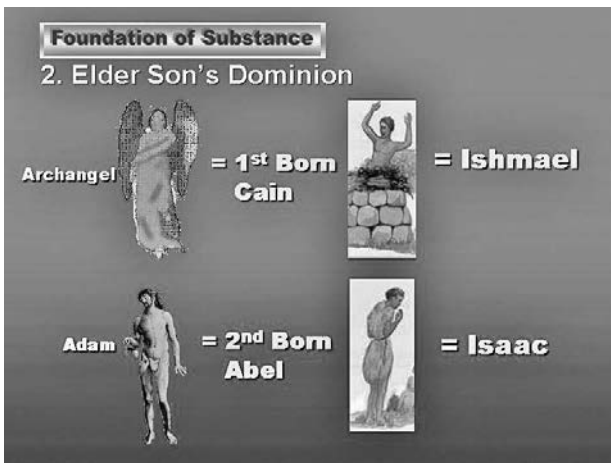 Foundation of Substance
2. Elder Son's Dominion
Archangel
= 1st Born
Cain
= Ishmael
Adam
= 2nd Born
Abel
= Isaac